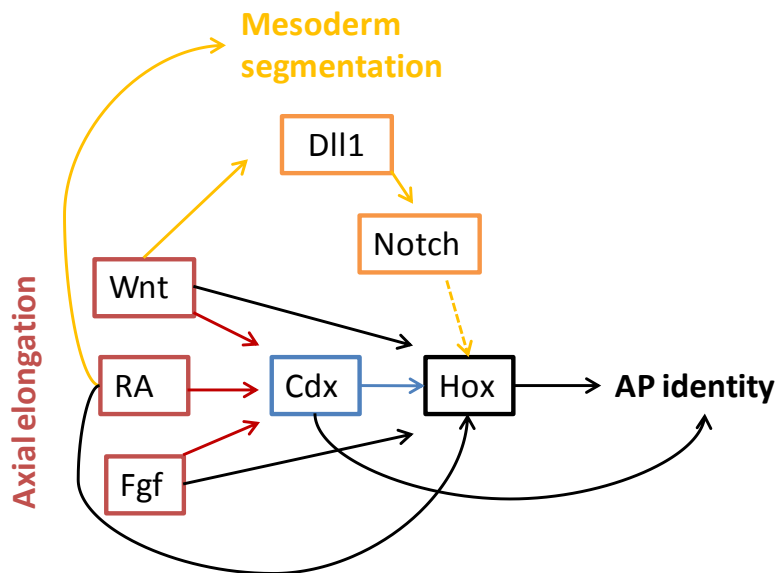 Mesoderm
segmentation
Dll1
Notch
Wnt
Axial elongation
RA
Cdx
Hox
AP identity
Fgf